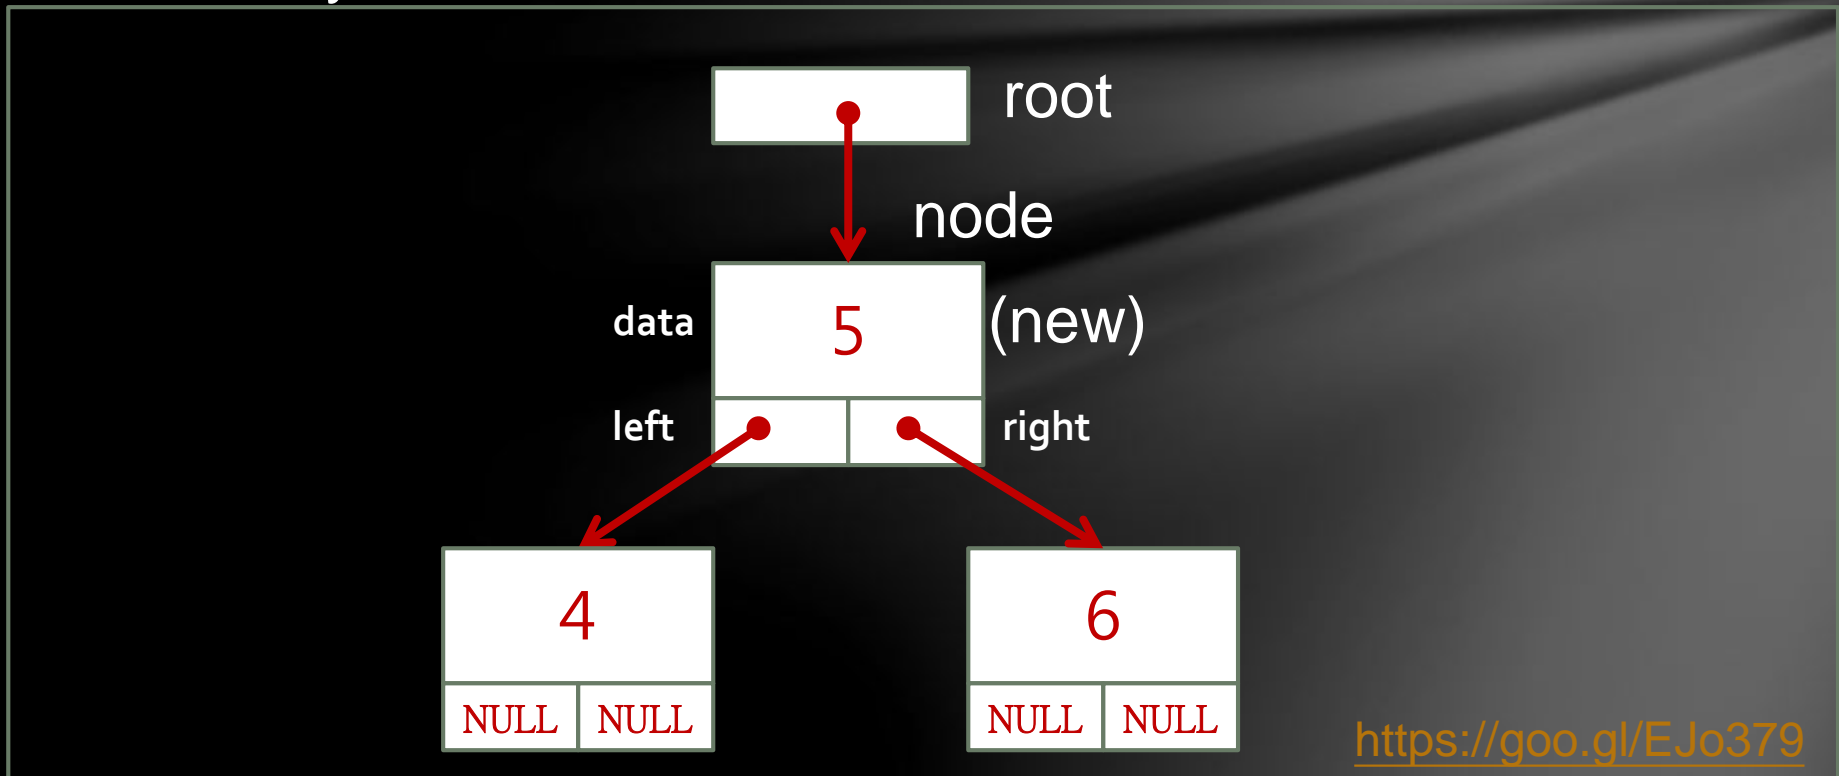 root
node
data 5 (new)
left right
4 6
NULL NULL NULL NULL
https://goo.gl/EJo379